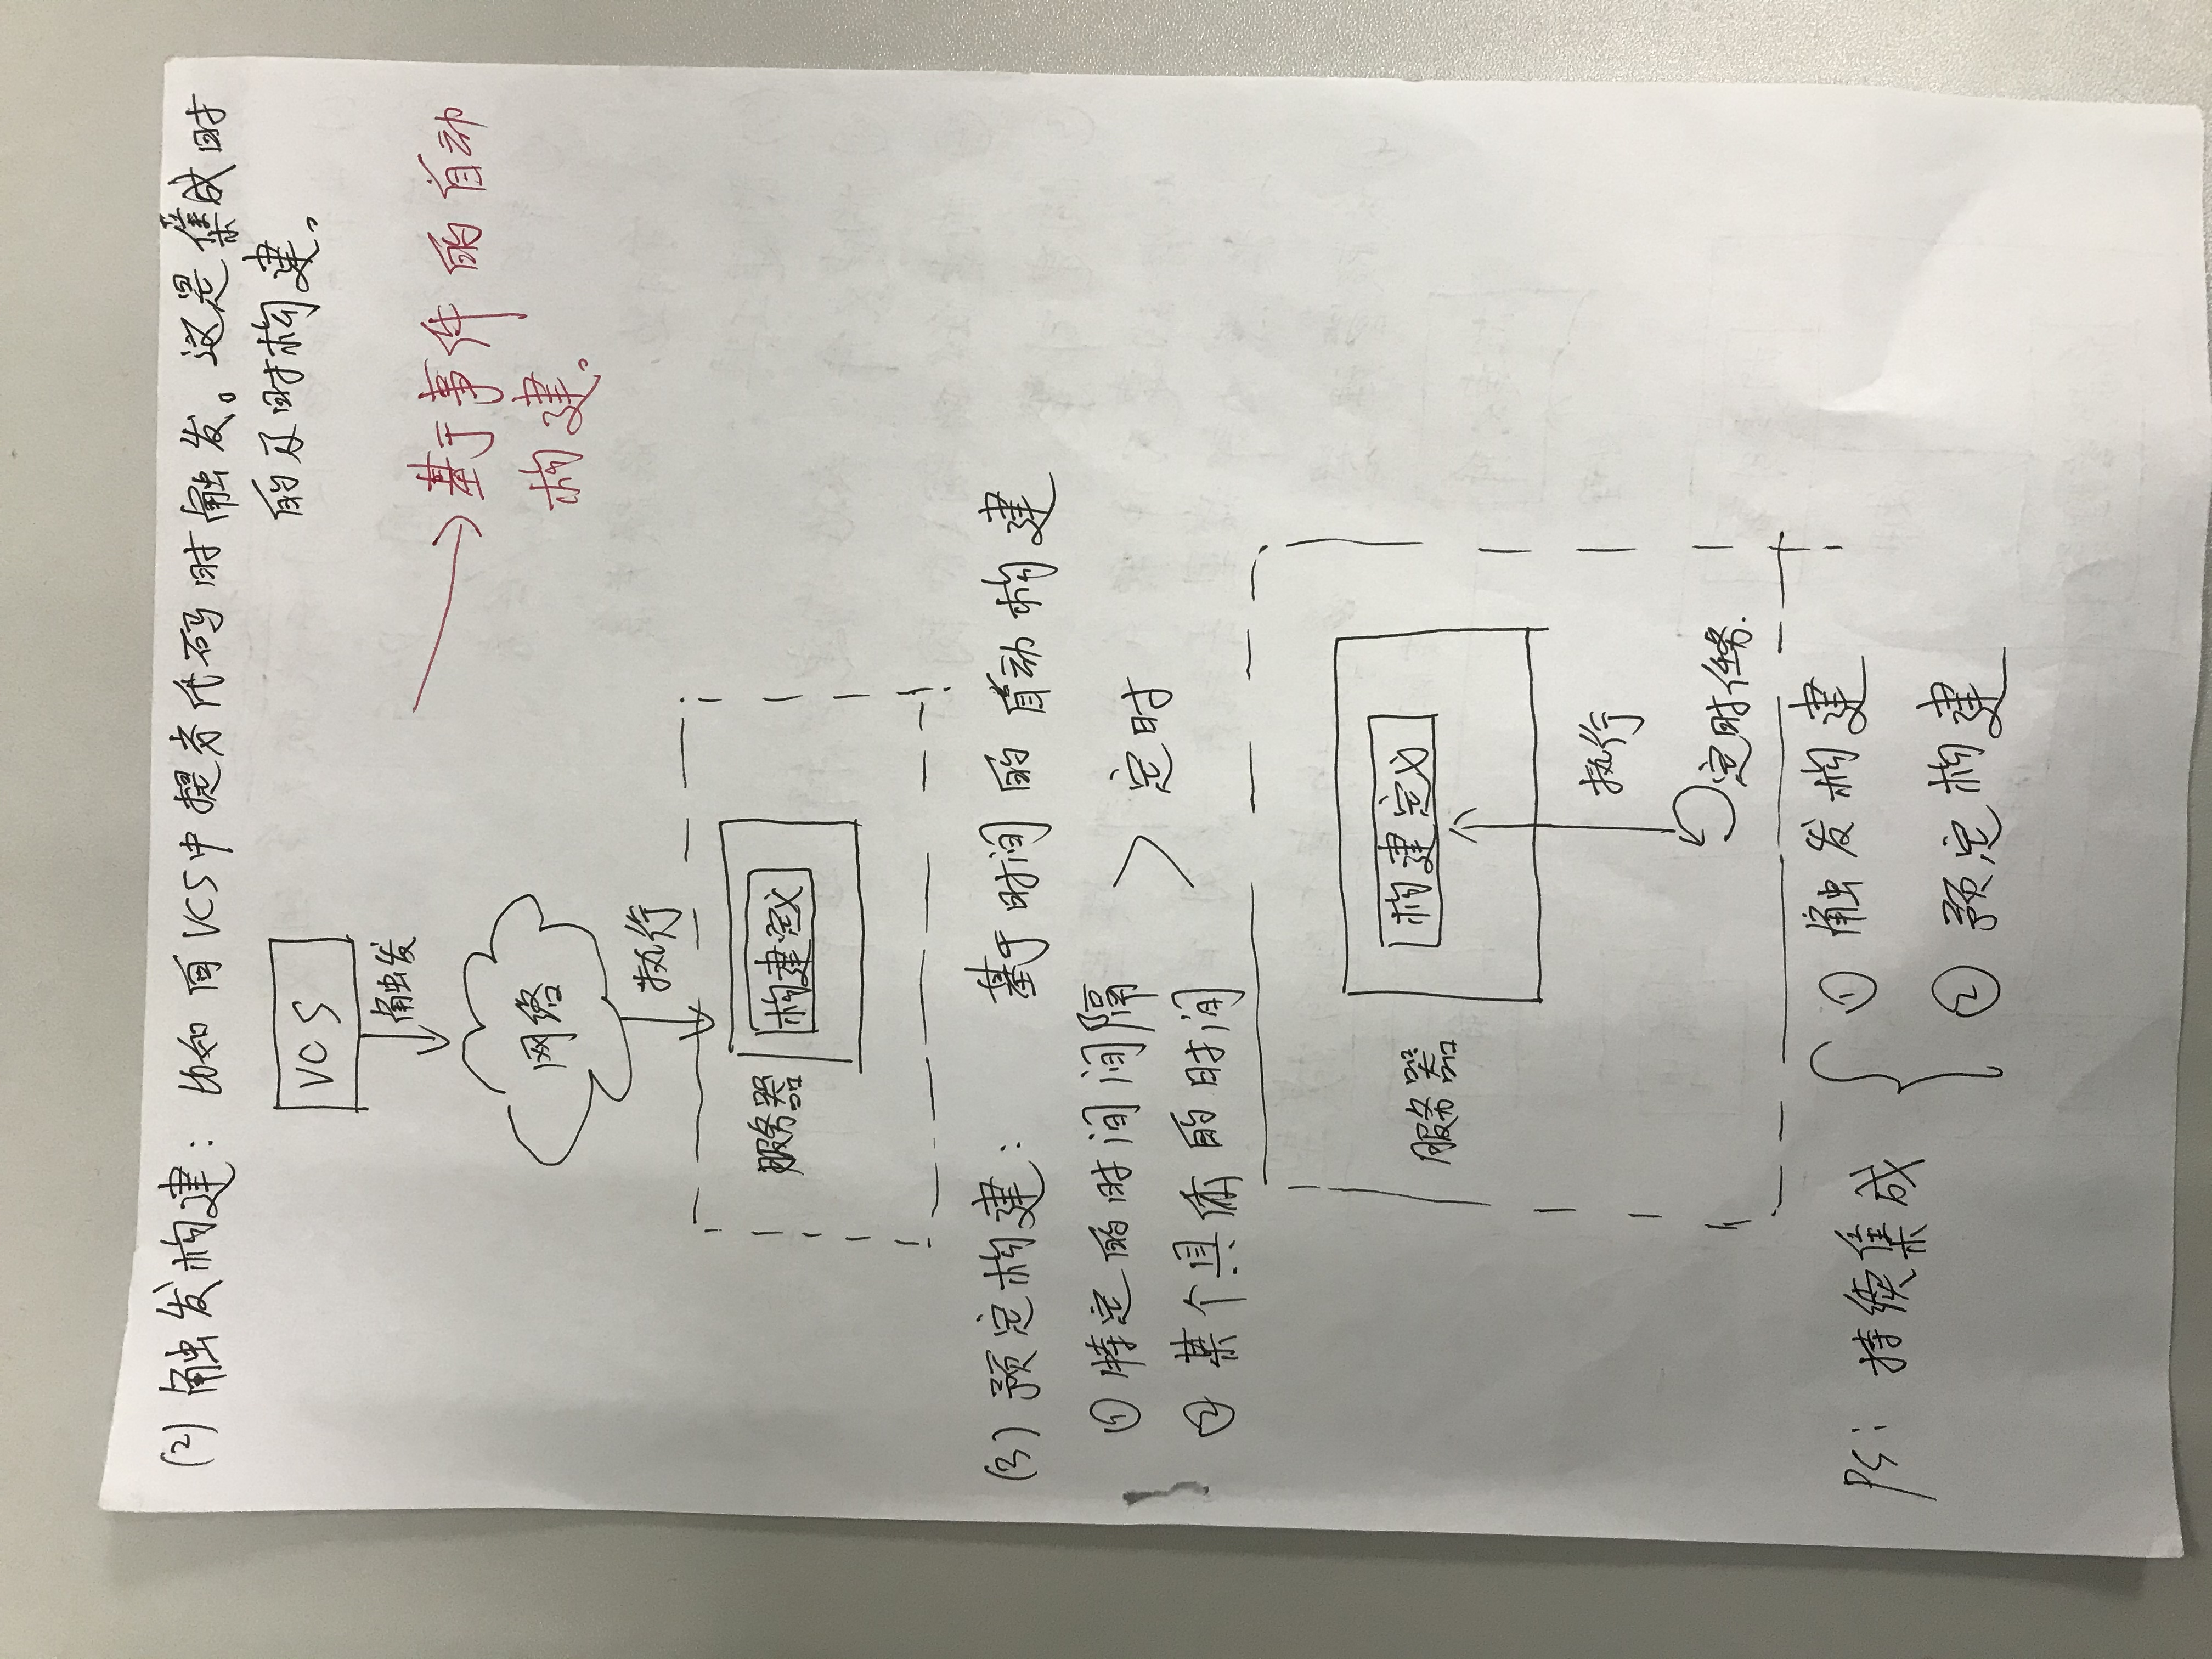 (2) 触发构建: 比如向VCS中提交代码时触发。这是集成时
的及时构建。
VCS
触发
基于事件的自动
构建。
网络
执行
服务器
构建定义
(3) 预定构建: 基于时间的自动构建
① 特定的时间间隔
定时
② 某个具体的时间
构建定义
服务器
执行
定时任务.
PS: 持续集成
① 触发构建
② 预定构建